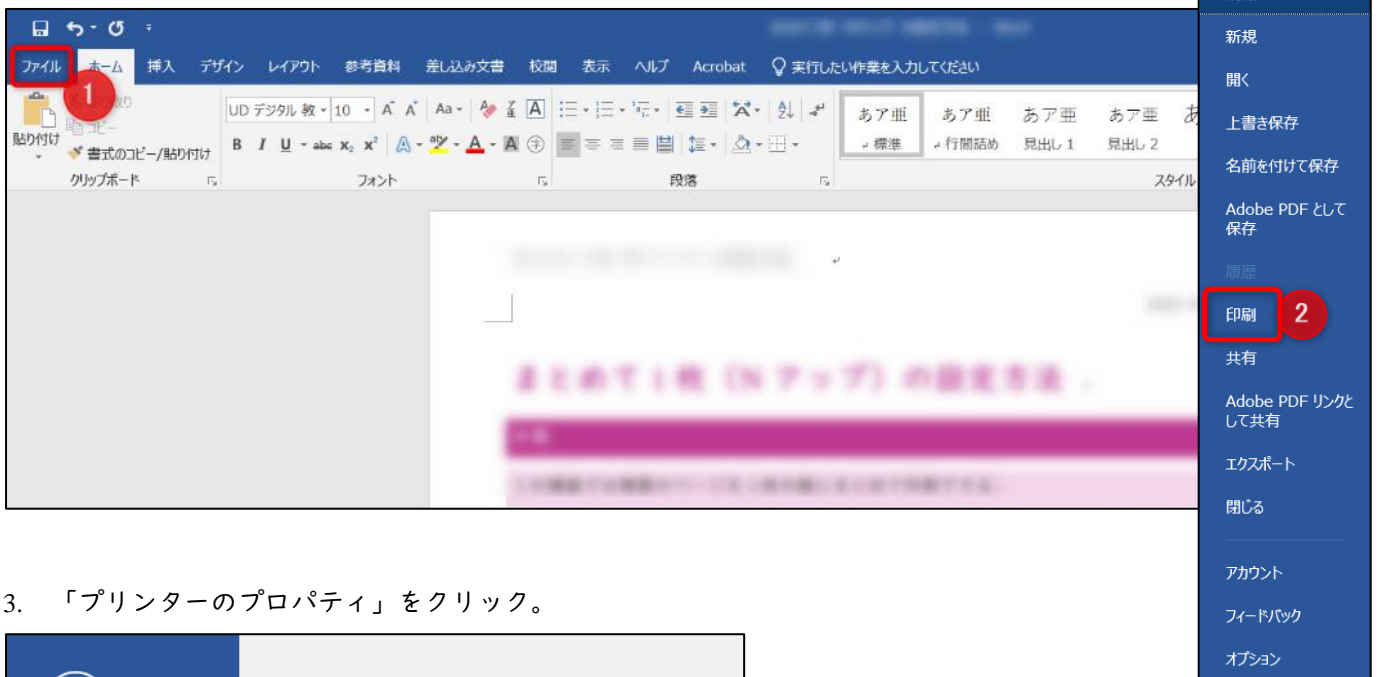 ファイル ホーム 挿入 デザイン レイアウト 参考資料 差し込み文書 校閲 表示 ヘルプ Acrobat 実行したい作業を入力してください
1
貼り付け
コピー
書式のコピー/貼り付け
クリップボード
UD デジタル 教 10 A A Aa A
B I U abc x₂ x² A A A 字
フォント
段落
あア亜 あア亜 あア亜 あア亜 あ
標準 行間詰め 見出し 1 見出し 2
スタイル
まとめて1枚(Nアップ)の設定方法
新規
開く
上書き保存
名前を付けて保存
Adobe PDF として
保存
履歴
印刷 2
共有
Adobe PDF リンクと
して共有
エクスポート
閉じる
アカウント
フィードバック
オプション
3. 「プリンターのプロパティ」をクリック。